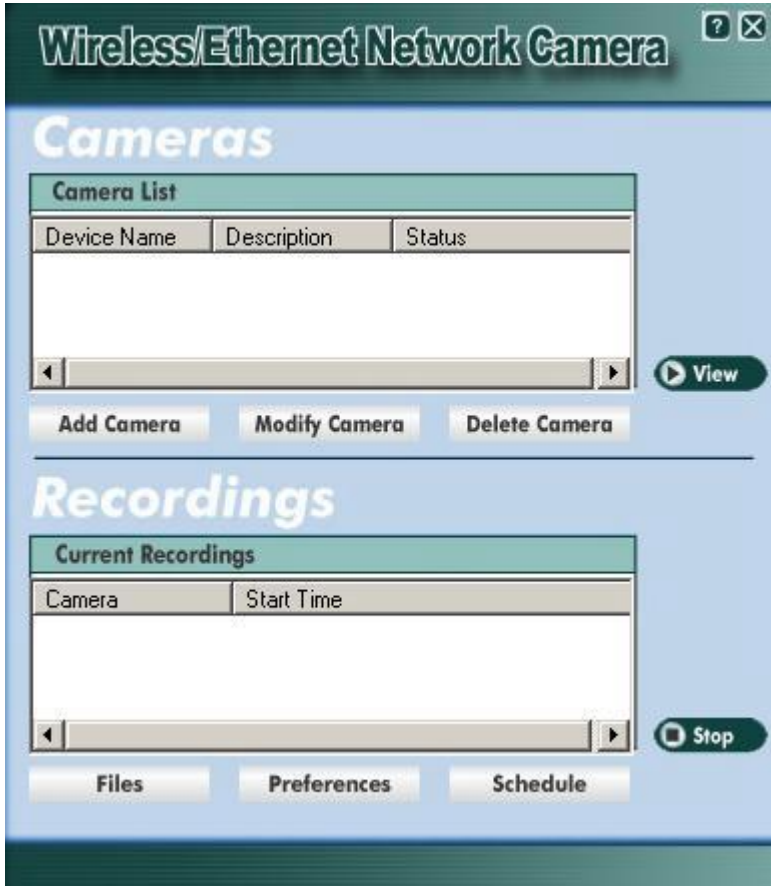 Wireless/Ethernet Network Camera ?
Cameras
Camera List
Device Name Description Status
View
Add Camera Modify Camera Delete Camera
Recordings
Current Recordings
Camera Start Time
Stop
Files Preferences Schedule